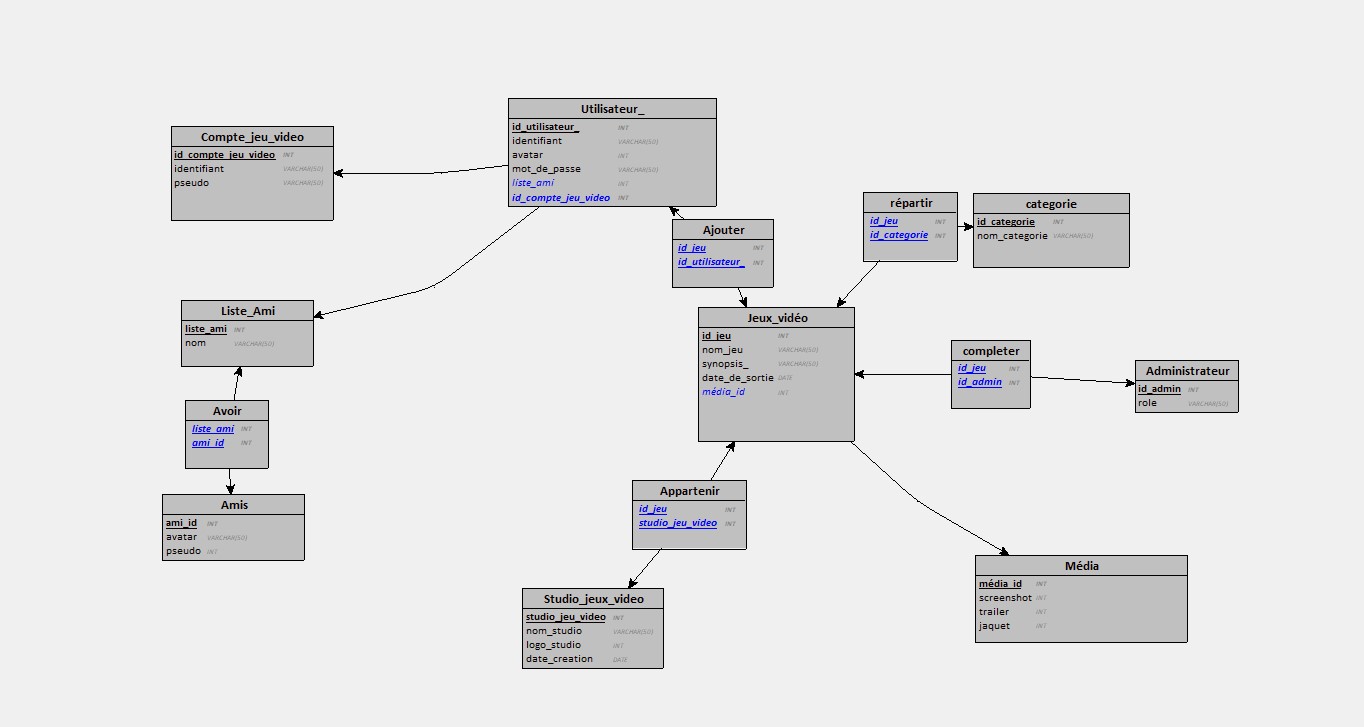 Utilisateur_
id_utilisateur_ INT
identifiant VARCHAR(50)
avatar INT
mot_de_passe VARCHAR(50)
liste_ami INT
id_compte_jeu_video INT
Compte_jeu_video
id_compte_jeu_video INT
identifiant VARCHAR(50)
pseudo VARCHAR(50)
Ajouter
id_jeu INT
id_utilisateur_ INT
répartir
id_jeu INT
id_categorie INT
categorie
id_categorie INT
nom_categorie VARCHAR(50)
Liste_Ami
liste_ami INT
nom VARCHAR(50)
Jeux_vidéo
id_jeu INT
nom_jeu VARCHAR(50)
synopsis_ VARCHAR(50)
date_de_sortie DATE
média_id INT
completer
id_jeu INT
id_admin INT
Administrateur
id_admin INT
role VARCHAR(50)
Avoir
liste_ami INT
ami_id INT
Amis
ami_id INT
avatar VARCHAR(50)
pseudo INT
Appartenir
id_jeu INT
studio_jeu_video INT
Studio_jeux_video
studio_jeu_video INT
nom_studio VARCHAR(50)
logo_studio INT
date_creation DATE
Média
média_id INT
screenshot INT
trailer INT
jaquet INT